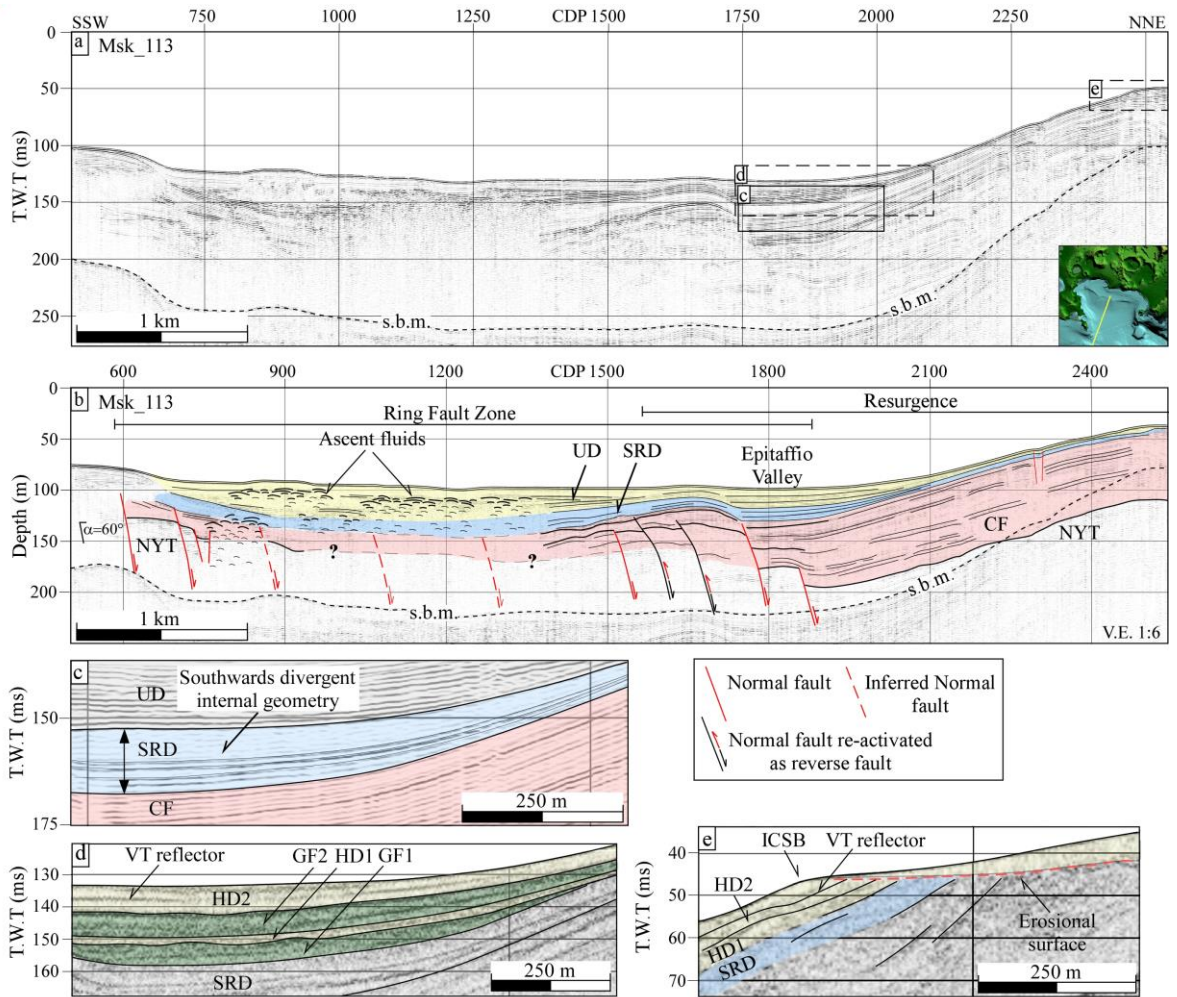 SSW 750 1000 1250 CDP 1500 1750 2000 2250 NNE
0
a Msk_113
50
e
100
d
150
c
200
s.b.m.
s.b.m.
250
1 km
T.W.T (ms)
600 900 1200 CDP 1500 1800 2100 2400
0
b Msk_113
Ring Fault Zone
Resurgence
Ascent fluids
50
UD SRD Epitaffio
Valley
100
α=60°
CF
NYT
NYT
150
? ?
200
s.b.m.
s.b.m.
1 km
V.E. 1:6
Depth (m)
c
Southwards divergent
internal geometry
UD
150
SRD
CF
175
250 m
T.W.T (ms)
Normal fault
Inferred Normal
fault
Normal fault re-activated
as reverse fault
d
VT reflector GF2 HD1 GF1
130
HD2
140
150
160
SRD
250 m
T.W.T (ms)
e
ICSB VT reflector
40
HD2
50
HD1
Erosional
surface
60
SRD
70
250 m
T.W.T (ms)